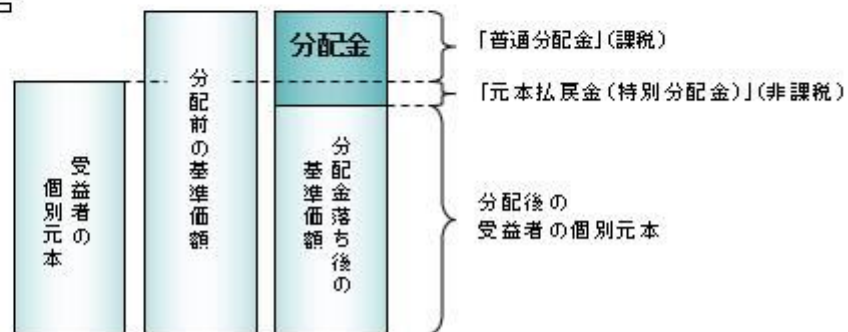 受益者の
個別元本
分配前の基準価額
分配金
分配金落ち後の
基準価額
「普通分配金」(課税)
「元本払戻金(特別分配金)」(非課税)
分配後の
受益者の個別元本